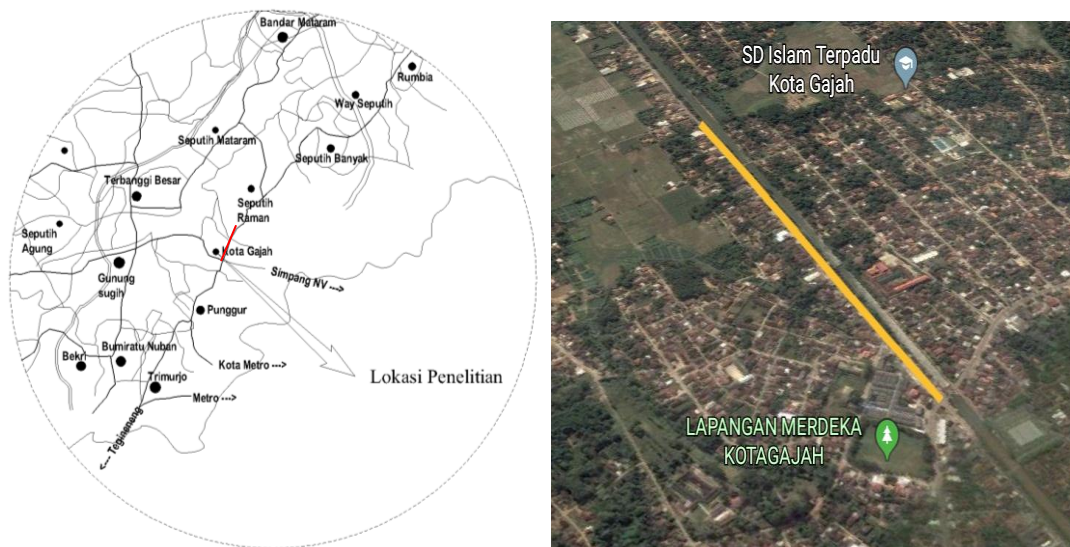 Bandar Mataram
Rumbia
Way Seputih
Seputih Mataram
Seputih Banyak
Terbanggi Besar
Seputih
Raman
Seputih
Agung
Kota Gajah
Simpang NV --->
Gunung
sugih
Punggur
Bumiratu Nuban
Bekri
Kota Metro --->
Trimurjo
Metro --->
<--- Tegineneng
Lokasi Penelitian
SD Islam Terpadu
Kota Gajah
LAPANGAN MERDEKA
KOTAGAJAH